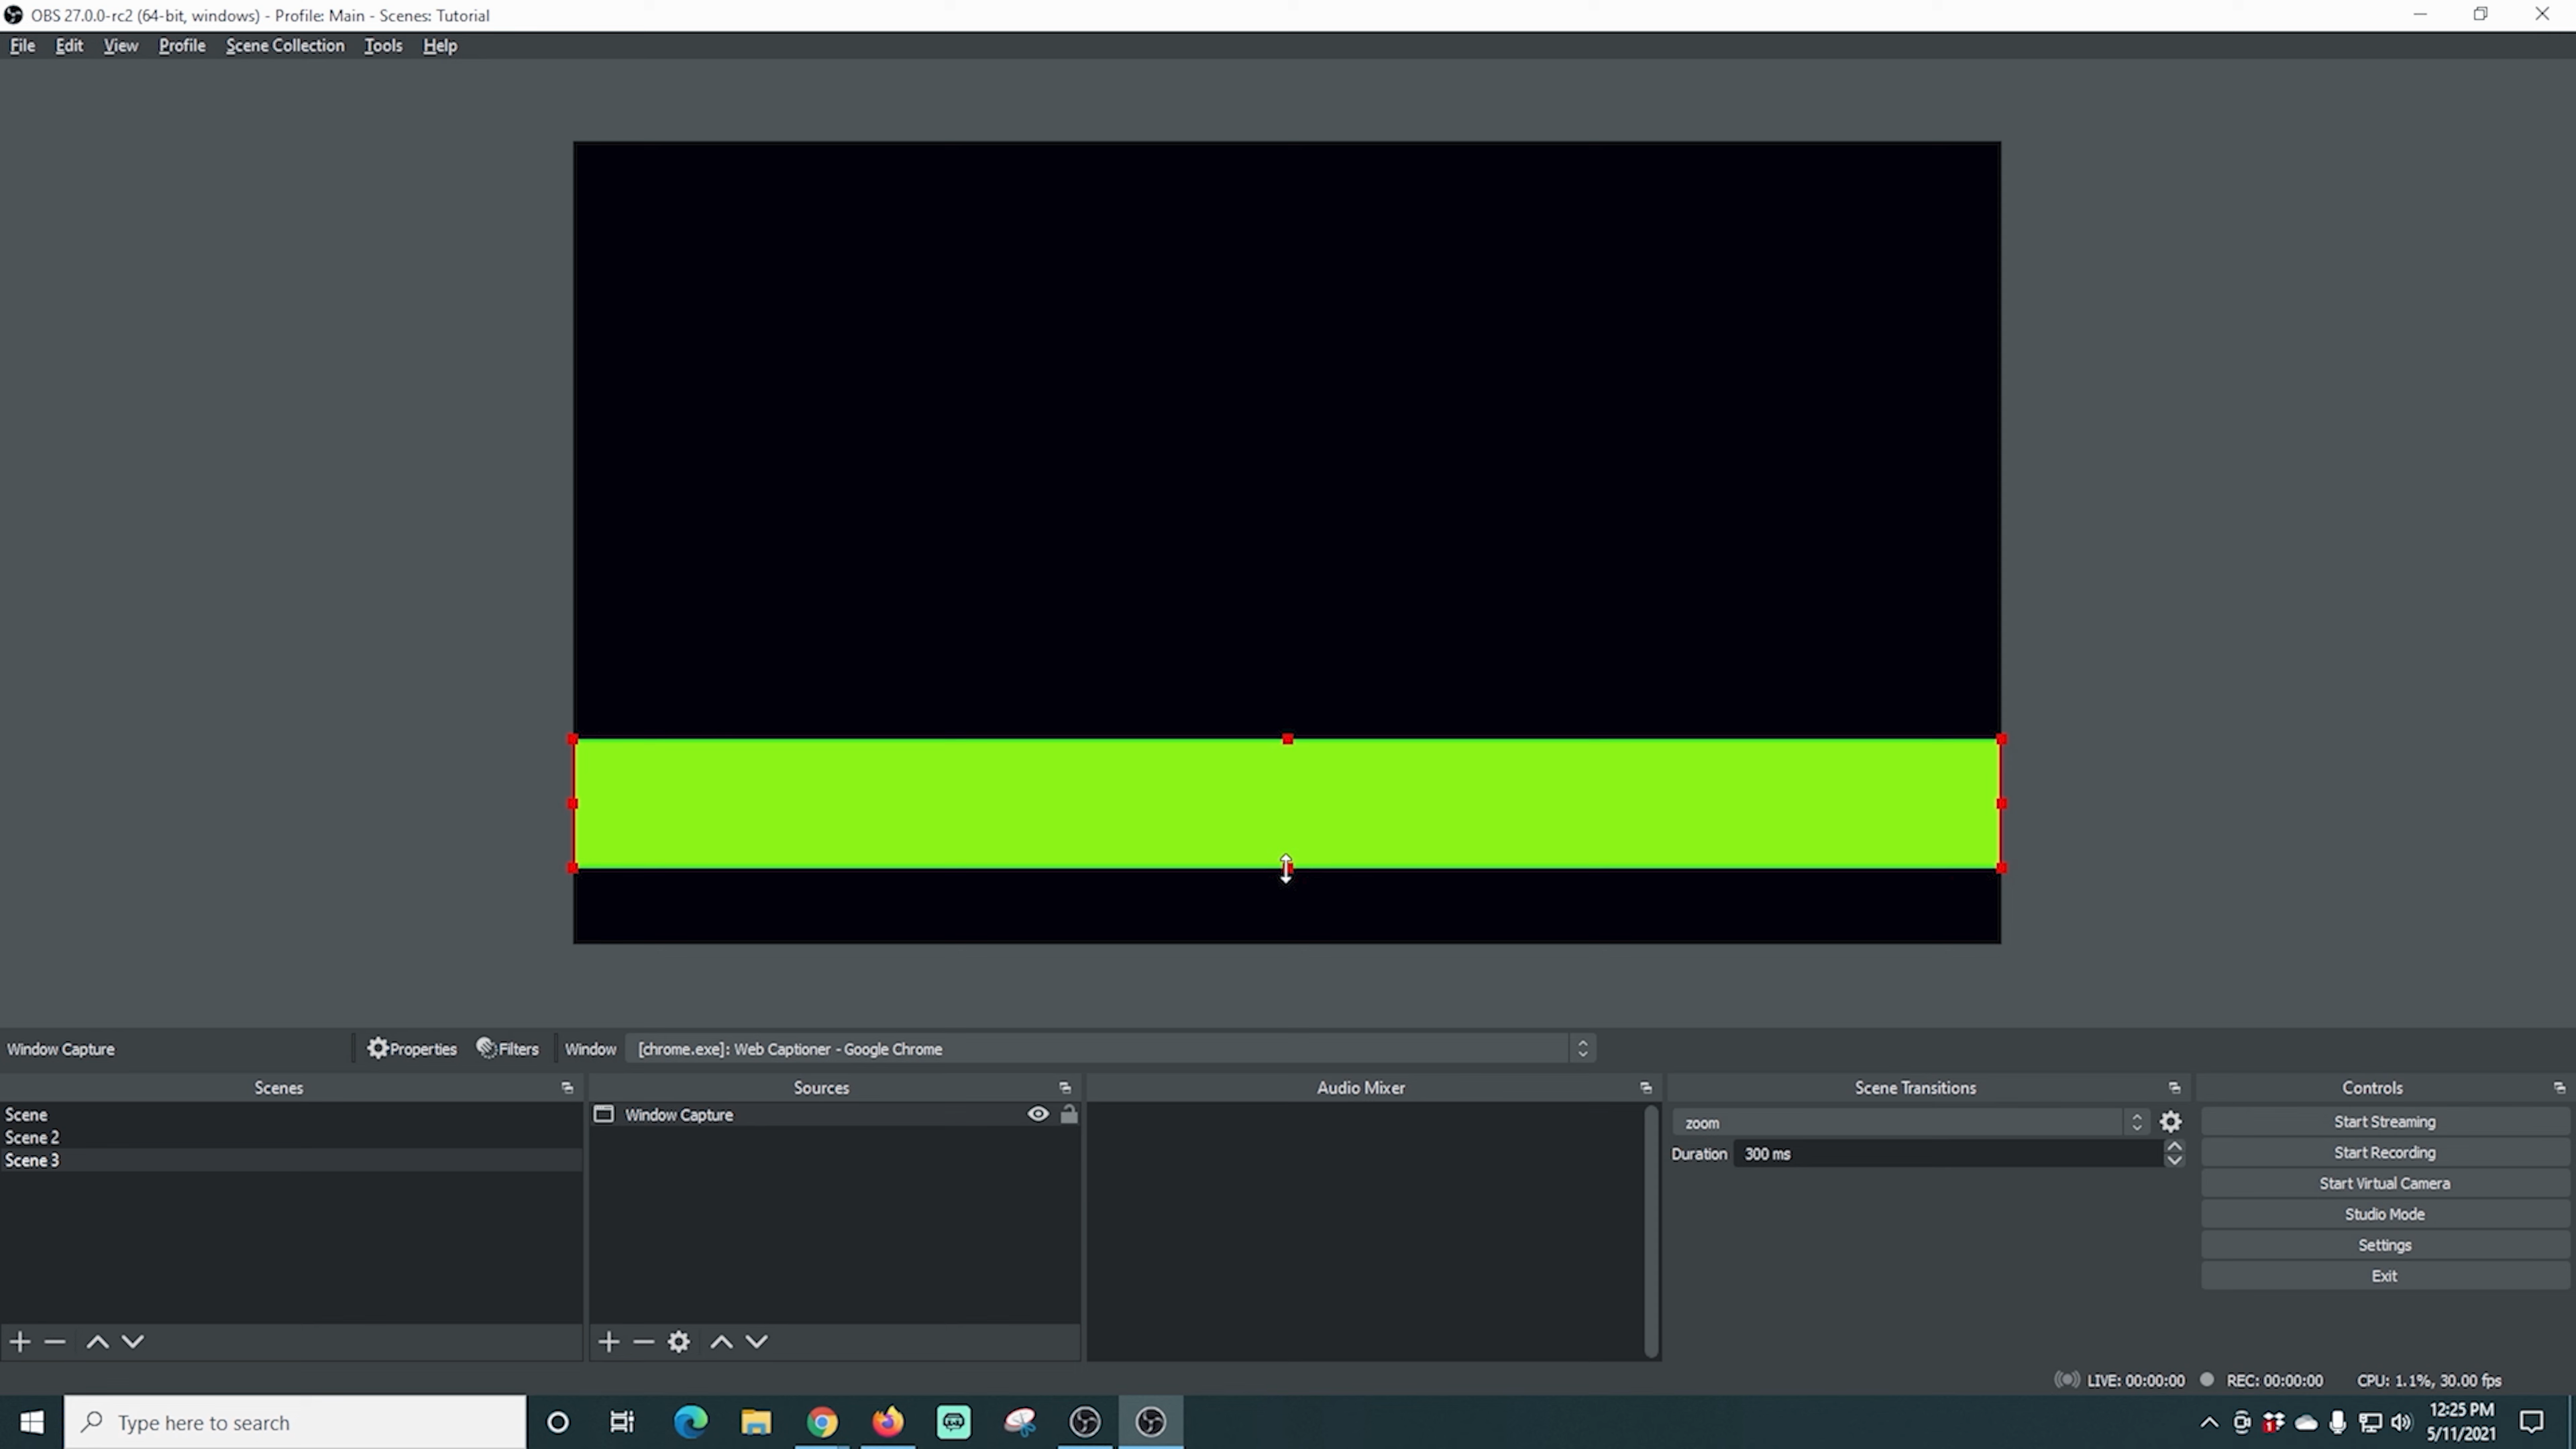 OBS 27.0.0-rc2 (64-bit, windows) - Profile: Main - Scenes: Tutorial
File Edit View Profile Scene Collection Tools Help
Window Capture Properties Filters Window [chrome.exe]: Web Captioner - Google Chrome
Scenes Sources Audio Mixer Scene Transitions Controls
Scene
Scene 2
Scene 3
Window Capture
zoom
Duration 300 ms
Start Streaming
Start Recording
Start Virtual Camera
Studio Mode
Settings
Exit
LIVE: 00:00:00 REC: 00:00:00 CPU: 1.1%, 30.00 fps
Type here to search
1
12:25 PM
5/11/2021